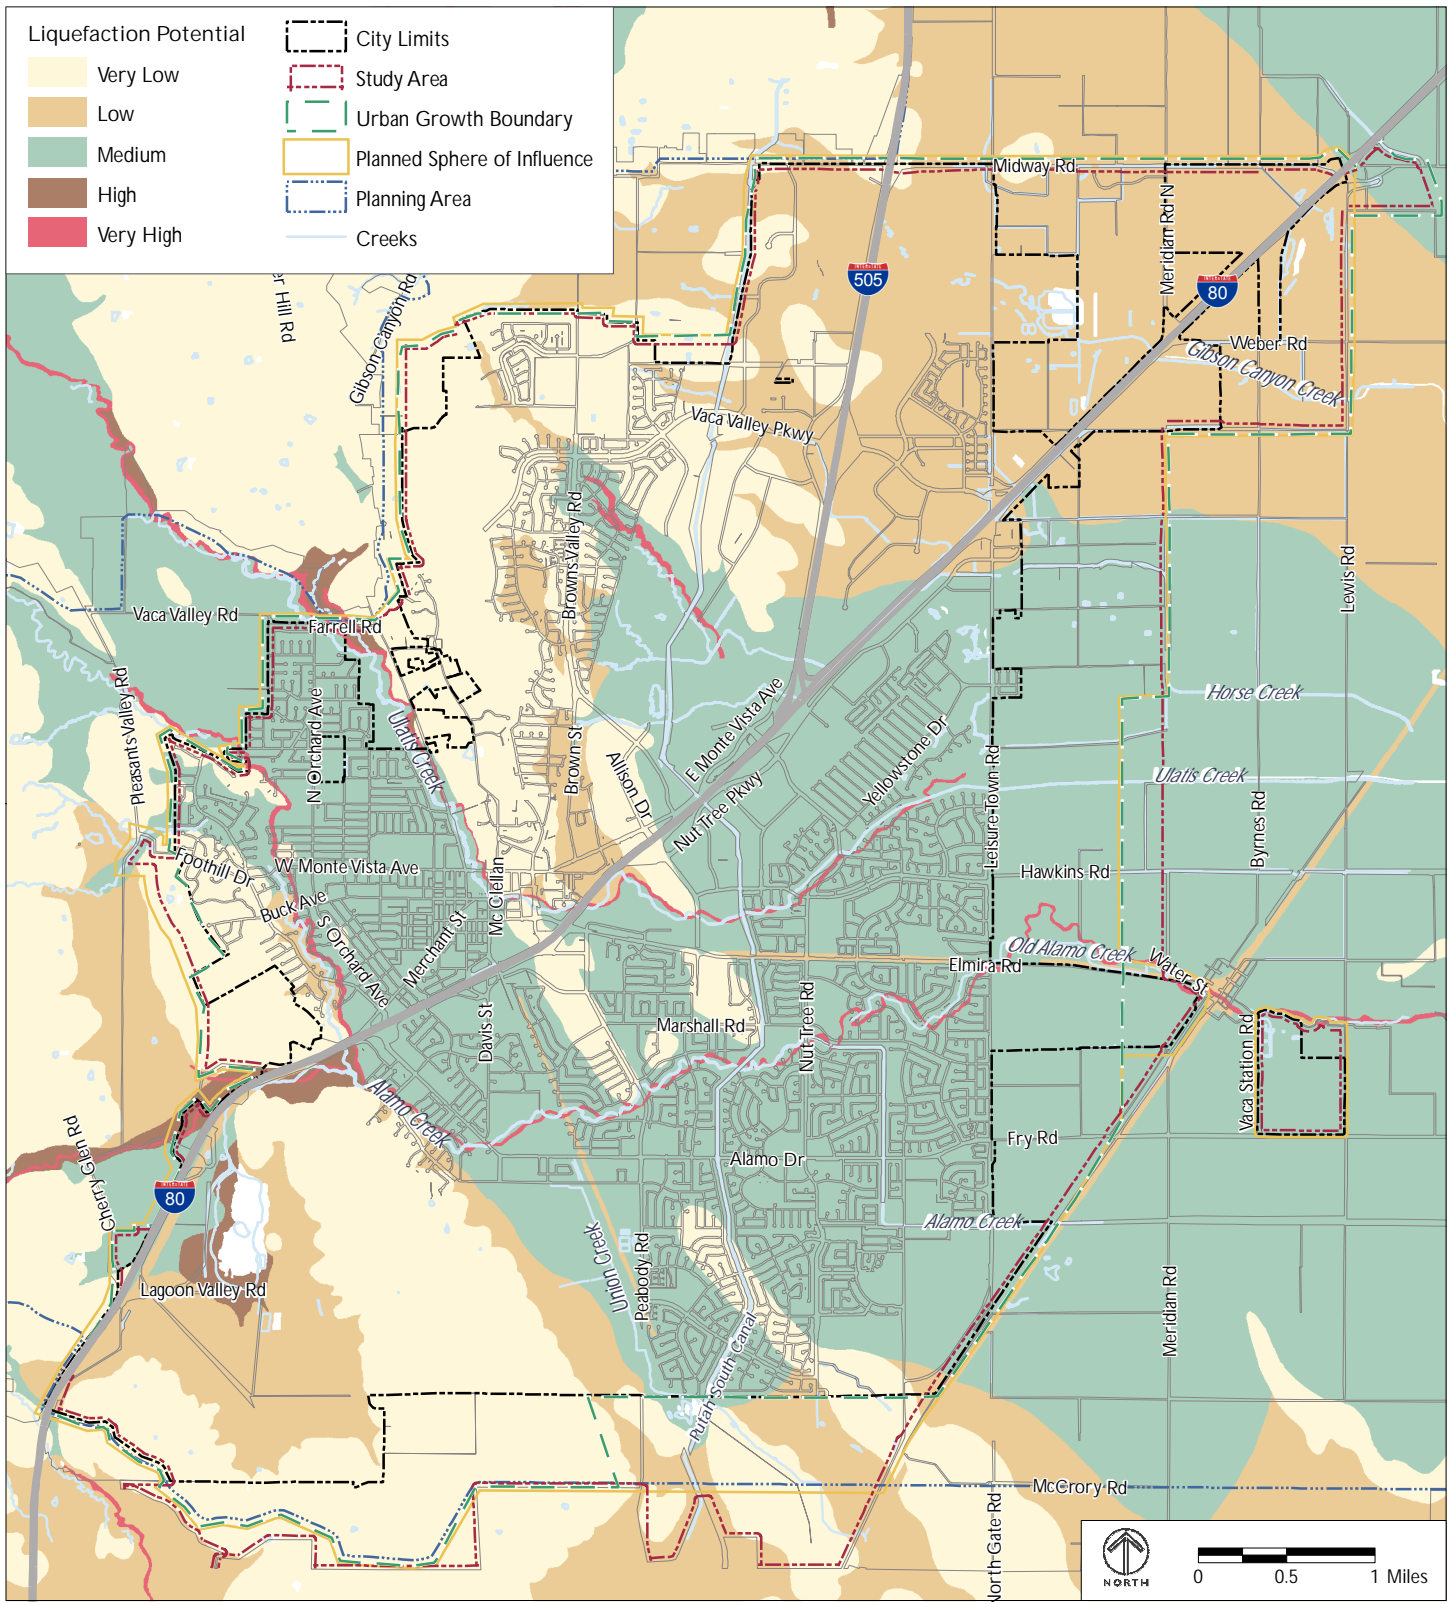 Liquefaction Potential
Very Low
Low
Medium
High
Very High
City Limits
Study Area
Urban Growth Boundary
Planned Sphere of Influence
Planning Area
Creeks
er Hill Rd
Gibson Canyon Rd
Midway Rd
Meridian Rd N
INTERSTATE
505
INTERSTATE
80
Weber Rd
Gibson Canyon Creek
Vaca Valley Pkwy
Browns Valley Rd
Lewis Rd
Vaca Valley Rd
Farrell Rd
Pleasants Valley Rd
N Orchard Ave
Ulatis Creek
Brown St
Allison Dr
E Monte Vista Ave
Nut Tree Pkwy
Yellowstone Dr
Leisure Town Rd
Horse Creek
Ulatis Creek
Byrnes Rd
Hawkins Rd
Foothill Dr
W Monte Vista Ave
Buck Ave
S Orchard Ave
Merchant St
Mc Clellan
Old Alamo Creek
Elmira Rd
Water St
Davis St
Marshall Rd
Nut Tree Rd
Vaca Station Rd
Alamo Creek
Fry Rd
Alamo Dr
Cherry Glen Rd
INTERSTATE
80
Alamo Creek
Union Creek
Peabody Rd
Lagoon Valley Rd
Meridian Rd
Putah South Canal
McCrory Rd
North Gate Rd
NORTH
0 0.5 1 Miles